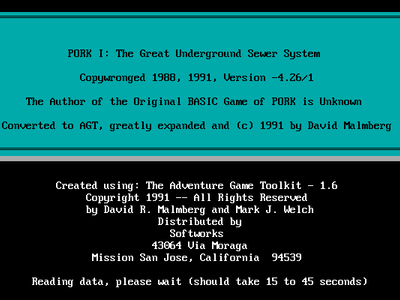 PORK I: The Great Underground Sewer System
Copywronged 1988, 1991, Version -4.26/1
The Author of the Original BASIC Game of PORK is Unknown
Converted to AGT, greatly expanded and (c) 1991 by David Malmberg
Created using: The Adventure Game Toolkit - 1.6
Copyright 1991 -- All Rights Reserved
by David R. Malmberg and Mark J. Welch
Distributed by
Softworks
43064 Via Moraga
Mission San Jose, California  94539
Reading data, please wait (should take 15 to 45 seconds)